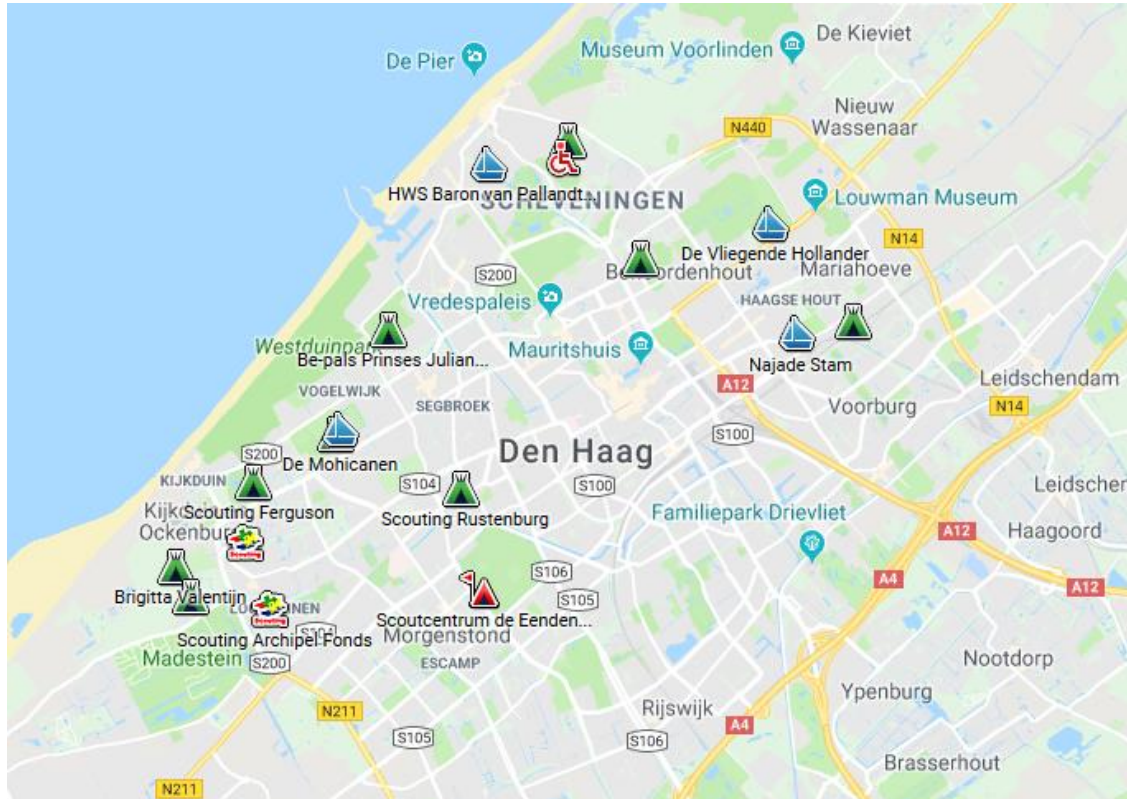 De Kieviet
De Pier
Museum Voorlinden
Nieuw
Wassenaar
N440
HWS Baron van Pallandt...
SCHEVENINGEN
Louwman Museum
N14
De Vliegende Hollander
Mariahoeve
S200
HAAGSE HOUT
Vredespaleis
Westduinpark
Be-pals Prinses Julian...
Mauritshuis
Najade Stam
Leidschendam
A12
VOGELWIJK
SEGBROEK
Voorburg
N14
S100
Den Haag
S200
De Mohicanen
KIJKDUIN
S104
S100
Leidscher
Scouting Ferguson
Scouting Rustenburg
Familiepark Drievliet
Ockenbur
Scouting
A12
Haagoord
S106
A4
A12
Brigitta Valentijn
S105
Scouting
Scoutcentrum de Eenden...
Scouting Archipel Fonds
S104
Morgenstond
Madestein
S200
ESCAMP
Nootdorp
Ypenburg
N211
Rijswijk
A4
S105
S106
Brasserhout
N211